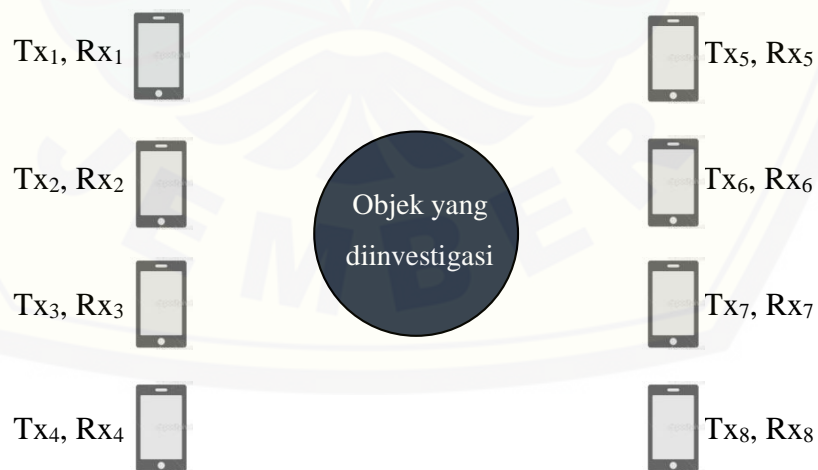 Tx₁, Rx₁
Tx₅, Rx₅
Tx₂, Rx₂
Tx₆, Rx₆
Objek yang
diinvestigasi
Tx₃, Rx₃
Tx₇, Rx₇
Tx₄, Rx₄
Tx₈, Rx₈
EMBER